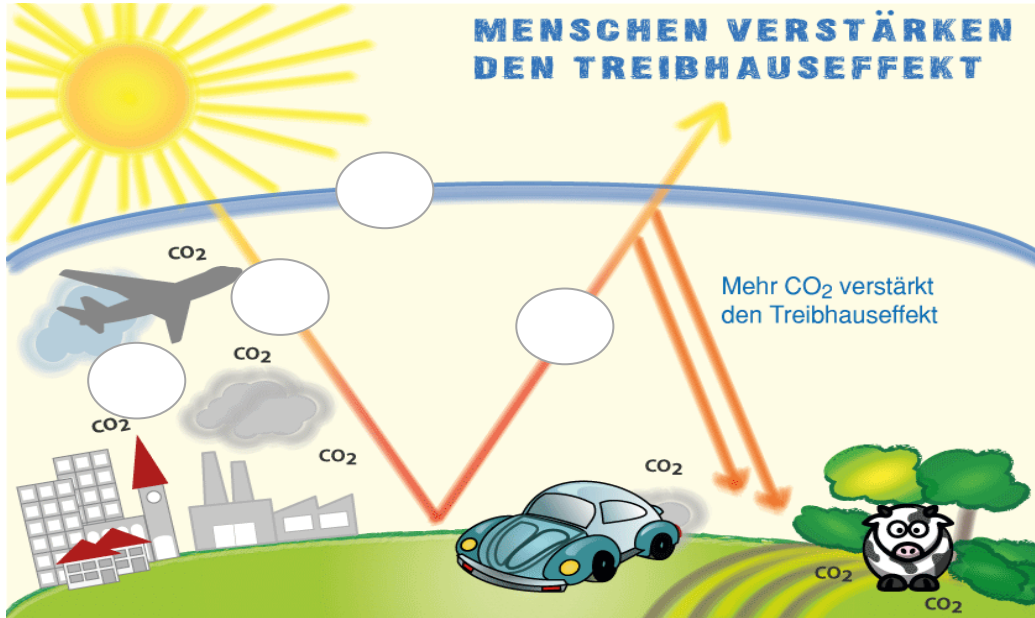 MENSCHEN VERSTÄRKEN
DEN TREIBHAUSEFFEKT
CO2
Mehr CO₂ verstärkt
den Treibhauseffekt
CO2
CO2
CO2
CO2
CO2
CO2